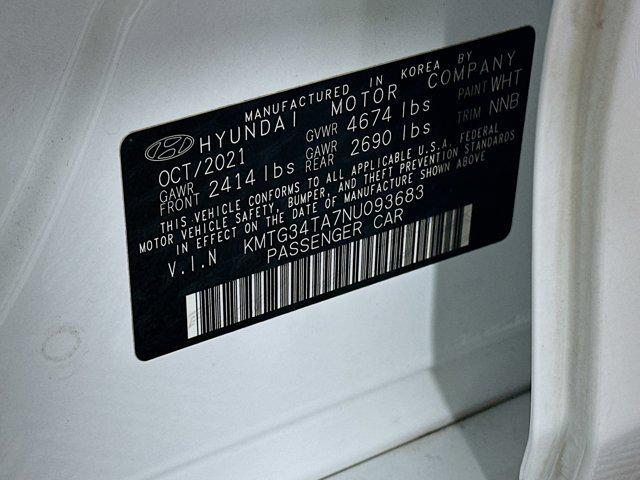 MANUFACTURED IN KOREA BY
HYUNDAI MOTOR COMPANY
OCT/2021 GVWR 4674 lbs PAINT WHT
GAWR FRONT 2414 lbs GAWR REAR 2690 lbs TRIM NNB
THIS VEHICLE CONFORMS TO ALL APPLICABLE U.S.A. FEDERAL
MOTOR VEHICLE SAFETY, BUMPER, AND THEFT PREVENTION STANDARDS
IN EFFECT ON THE DATE OF MANUFACTURE SHOWN ABOVE
V.I.N KMTG34TA7NU093683
PASSENGER CAR